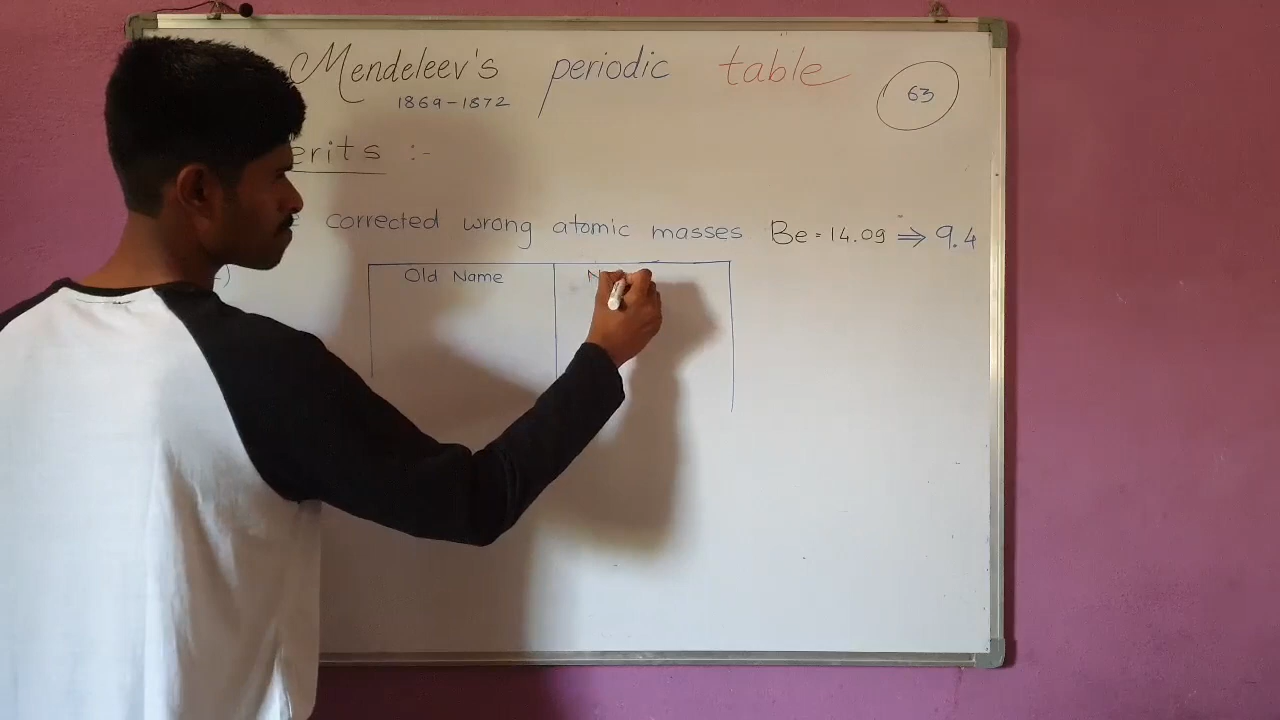 Mendeleev's periodic table
1869-1872
63
erits :-
corrected wrong atomic masses Be = 14.09 ⇒ 9.4
)
Old Name
N